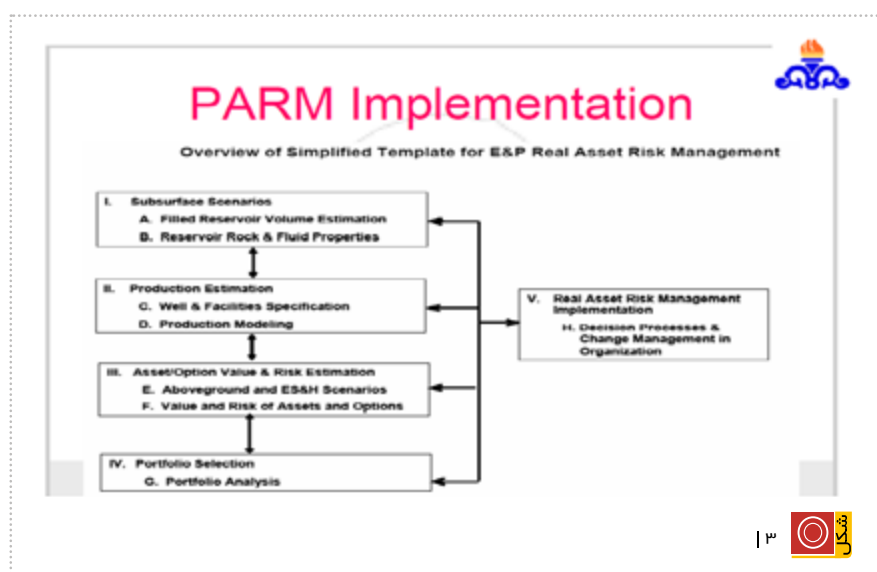 PARM Implementation
Overview of Simplified Template for E&P Real Asset Risk Management
I. Subsurface Scenarios
A. Filled Reservoir Volume Estimation
B. Reservoir Rock & Fluid Properties
II. Production Estimation
C. Well & Facilities Specification
D. Production Modeling
III. Asset/Option Value & Risk Estimation
E. Aboveground and ES&H Scenarios
F. Value and Risk of Assets and Options
IV. Portfolio Selection
G. Portfolio Analysis
V. Real Asset Risk Management
Implementation
H. Decision Processes &
Change Management in
Organization
| ۳
شکل